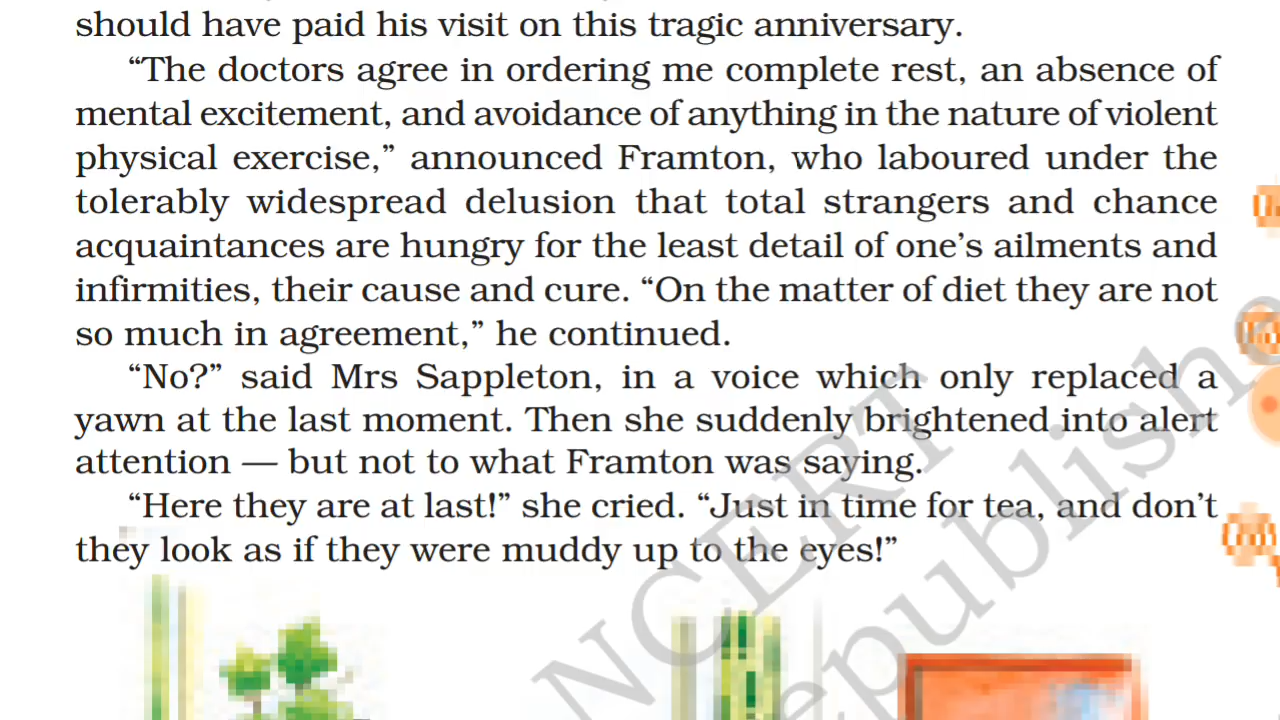 should have paid his visit on this tragic anniversary.
“The doctors agree in ordering me complete rest, an absence of
mental excitement, and avoidance of anything in the nature of violent
physical exercise,” announced Framton, who laboured under the
tolerably widespread delusion that total strangers and chance
acquaintances are hungry for the least detail of one’s ailments and
infirmities, their cause and cure. “On the matter of diet they are not
so much in agreement,” he continued.
“No?” said Mrs Sappleton, in a voice which only replaced a
yawn at the last moment. Then she suddenly brightened into alert
attention — but not to what Framton was saying.
“Here they are at last!” she cried. “Just in time for tea, and don’t
they look as if they were muddy up to the eyes!”
NCERT